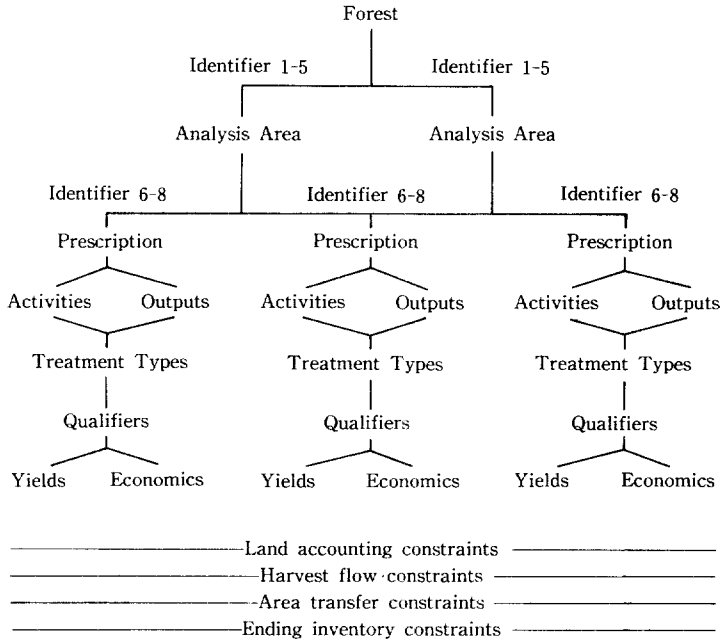 Forest
Identifier 1-5 Identifier 1-5
Analysis Area Analysis Area
Identifier 6-8 Identifier 6-8 Identifier 6-8
Prescription Prescription Prescription
Activities Outputs Activities Outputs Activities Outputs
Treatment Types Treatment Types Treatment Types
Qualifiers Qualifiers Qualifiers
Yields Economics Yields Economics Yields Economics
Land accounting constraints
Harvest flow constraints
Area transfer constraints
Ending inventory constraints